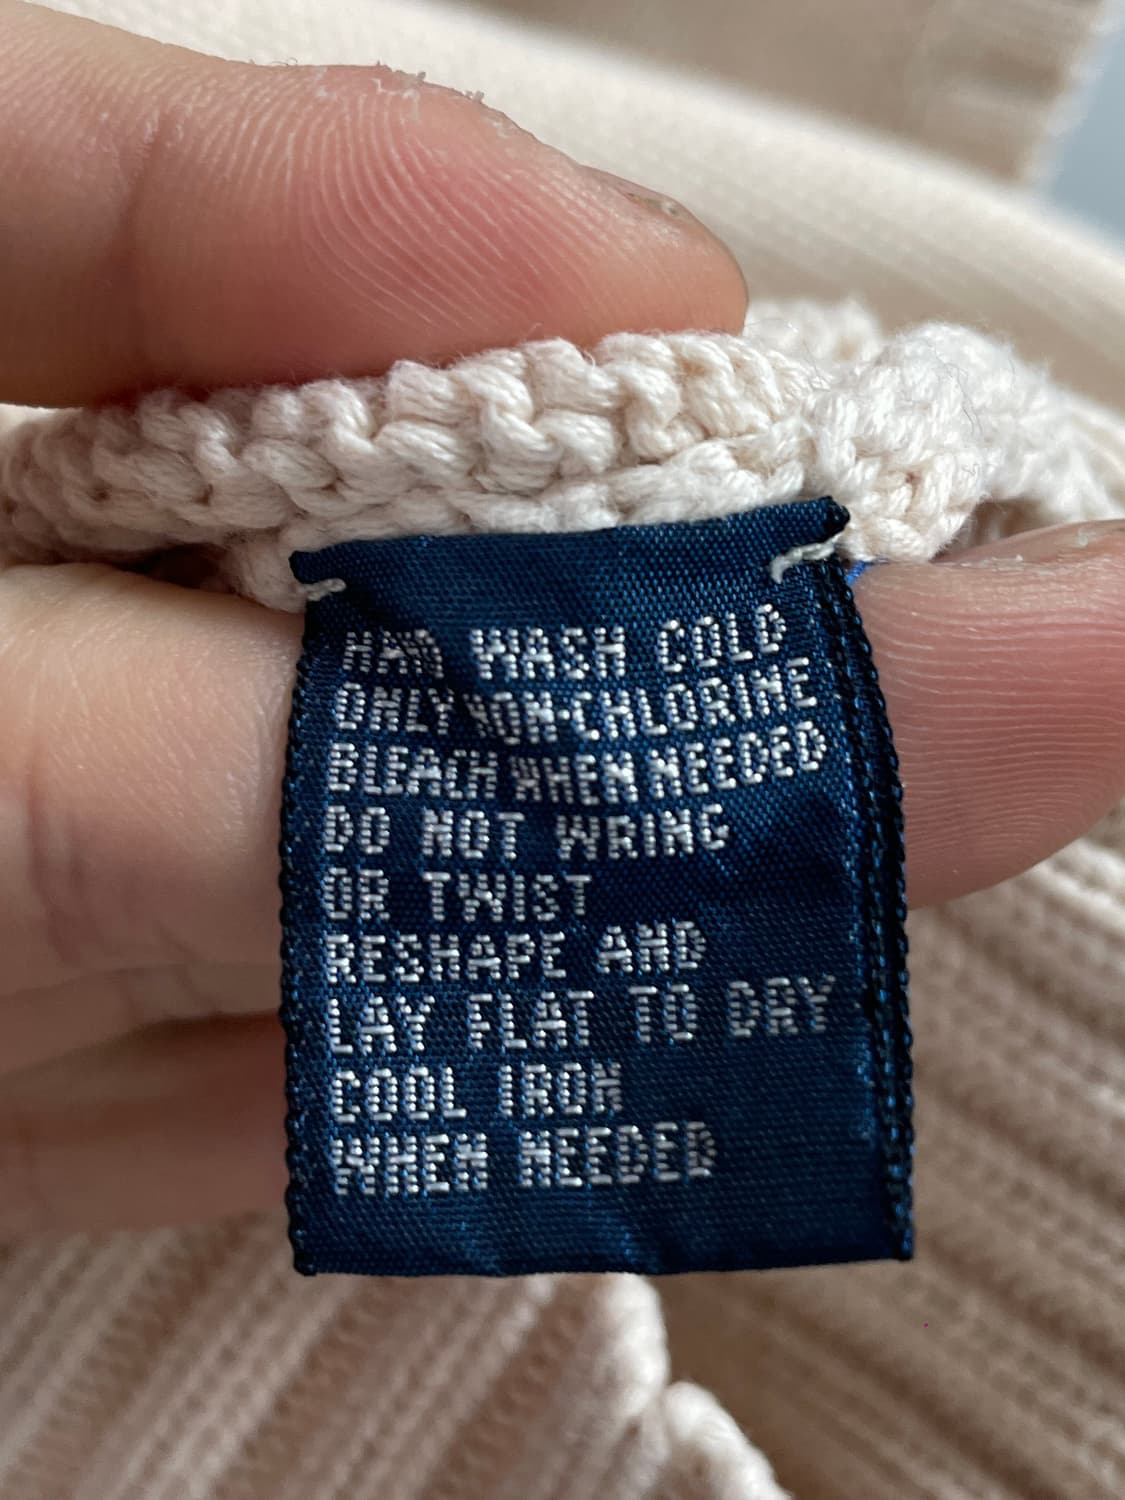 HAND WASH COLD
ONLY NON-CHLORINE
BLEACH WHEN NEEDED
DO NOT WRING
OR TWIST
RESHAPE AND
LAY FLAT TO DRY
COOL IRON
WHEN NEEDED